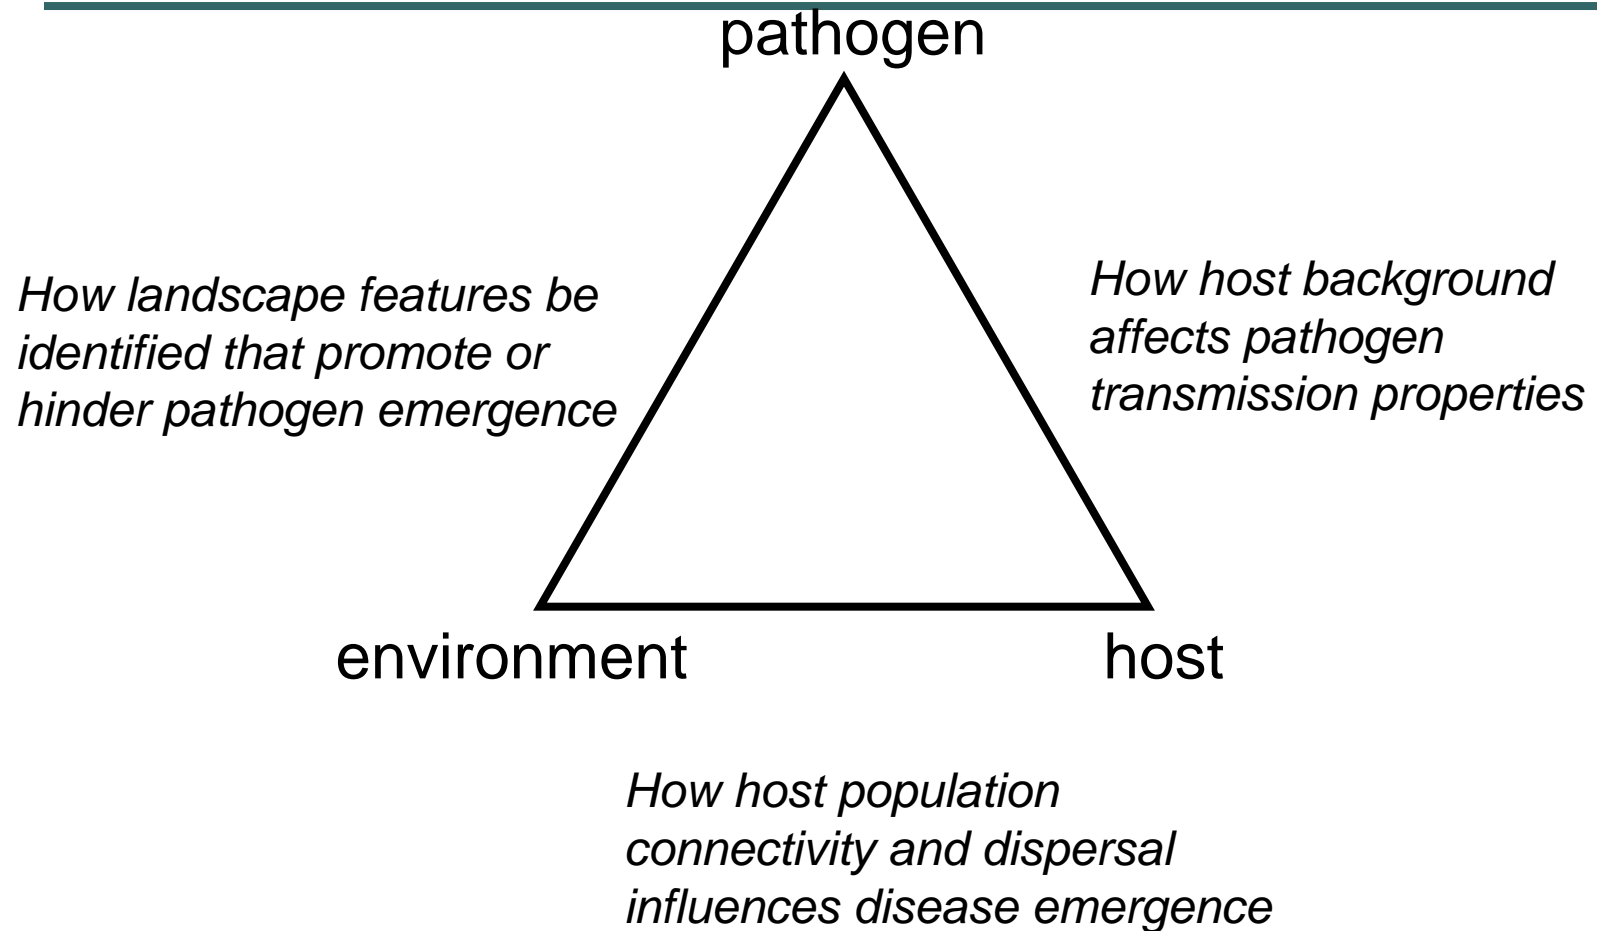 pathogen
How landscape features be
identified that promote or
hinder pathogen emergence
How host background
affects pathogen
transmission properties
environment
host
How host population
connectivity and dispersal
influences disease emergence